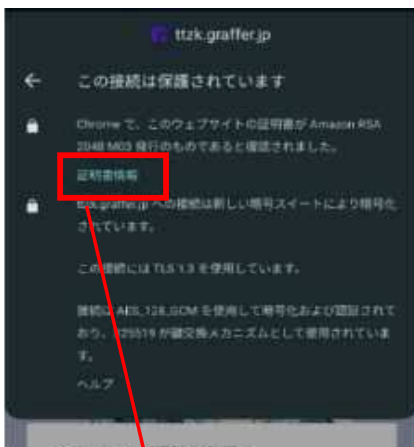 ttzk.graffer.jp
この接続は保護されています
Chrome で、このウェブサイトの証明書が Amazon RSA
2048 M03 発行のものであると確認されました。
証明書情報
ttzk.graffer.jp への接続は新しい暗号スイートにより暗号化
されています。
この接続には TLS 1.3 を使用しています。
接続は AES_128_GCM を使用して暗号化および認証されて
おり、X25519 が鍵交換メカニズムとして使用されていま
す。
ヘルプ